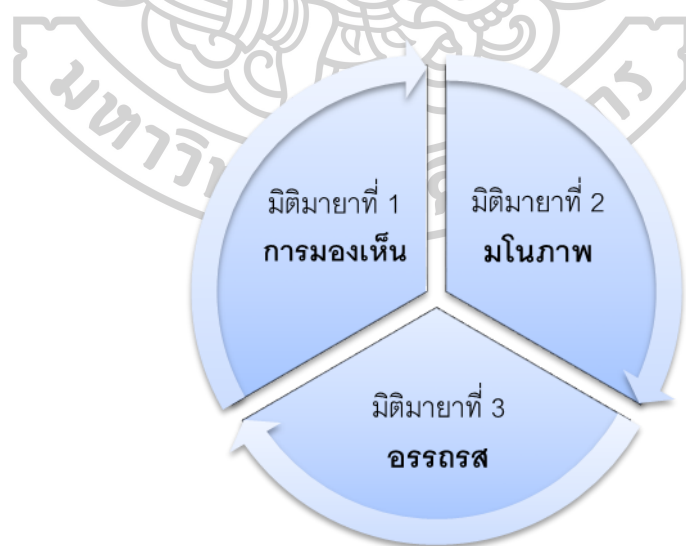 มิติมายาที่ 1
การมองเห็น
มิติมายาที่ 2
มโนภาพ
มิติมายาที่ 3
อรรถรส